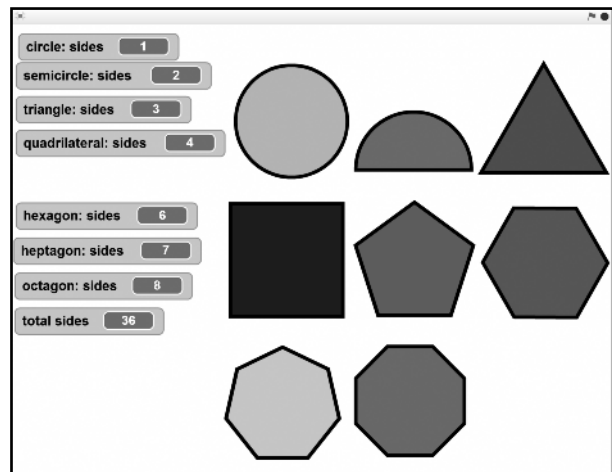 circle: sides 1
semicircle: sides 2
triangle: sides 3
quadrilateral: sides 4
hexagon: sides 6
heptagon: sides 7
octagon: sides 8
total sides 36